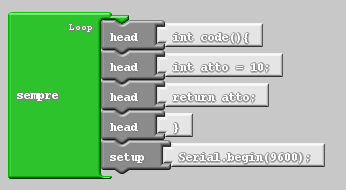 Loop
head int code(){
head int atto = 10;
sempre
head return atto;
head }
setup Serial.begin(9600);